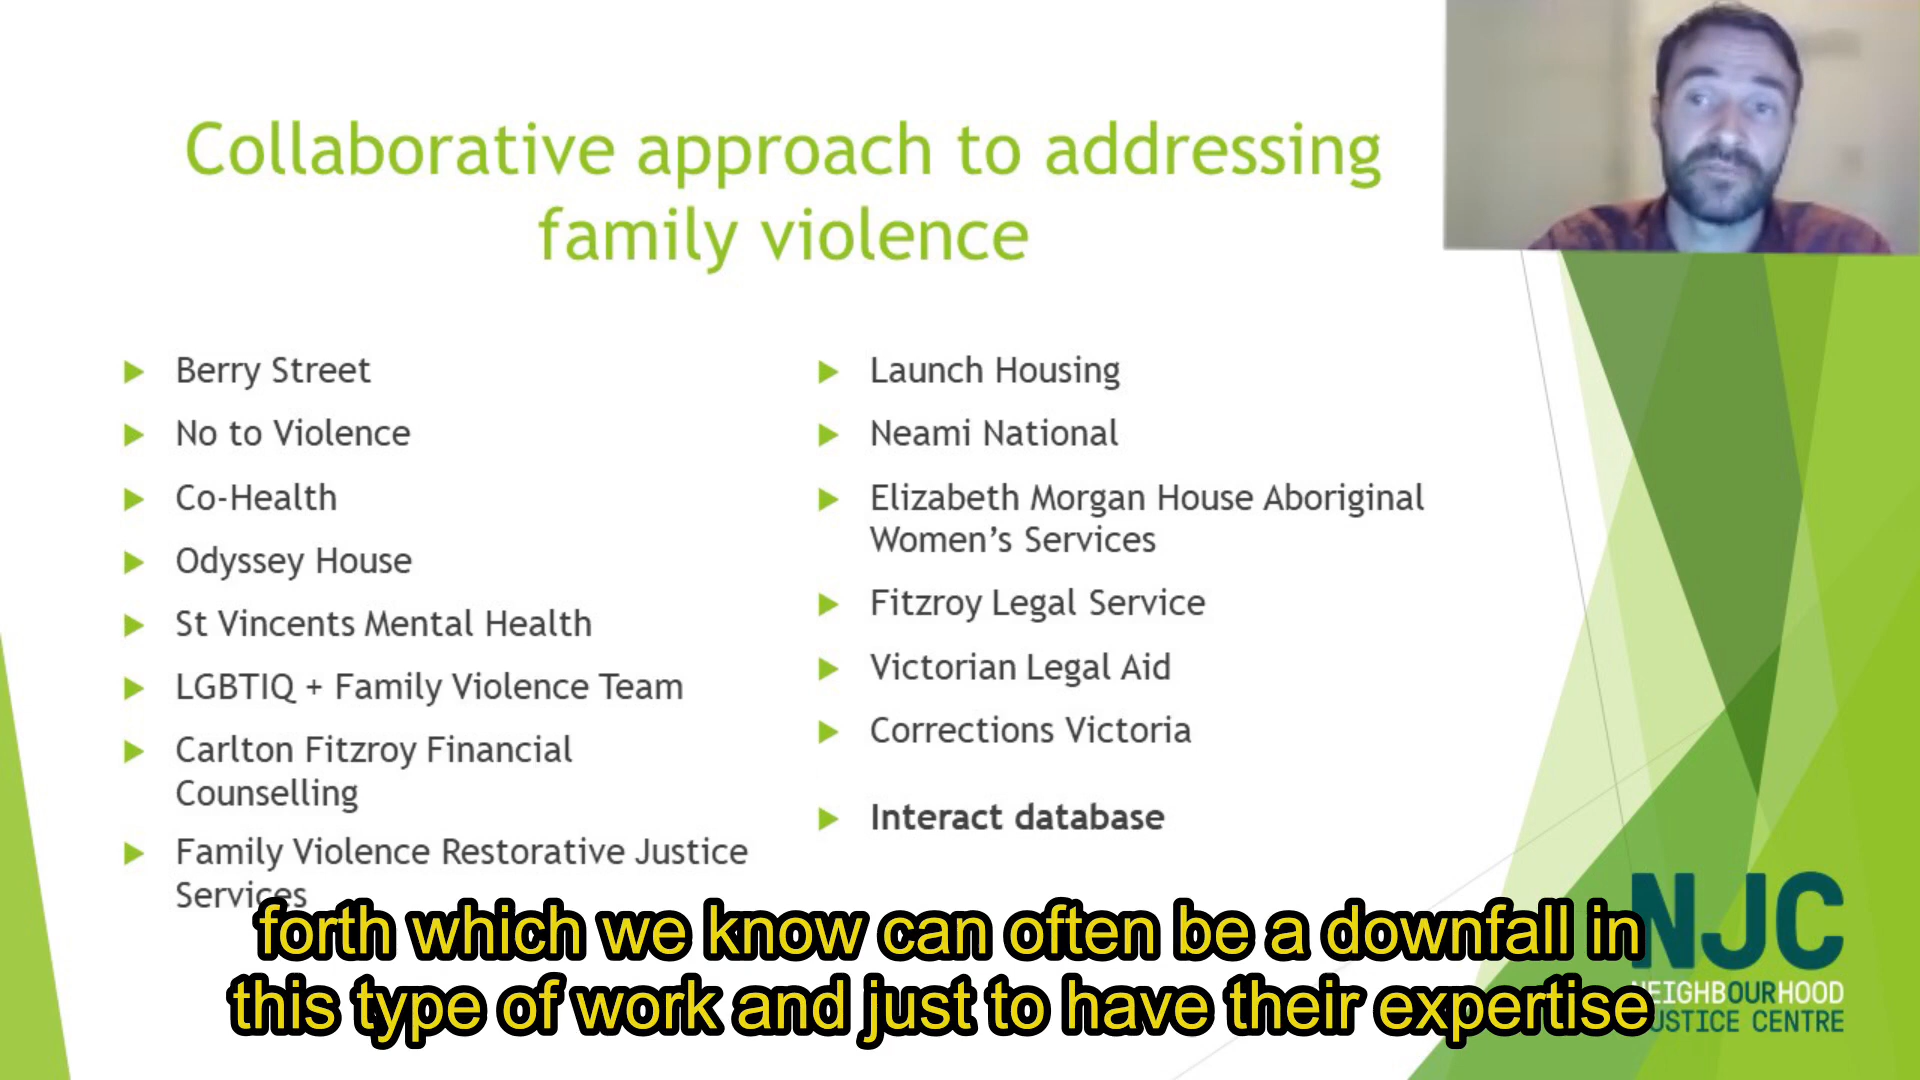 Collaborative approach to addressing
family violence
Berry Street
No to Violence
Co-Health
Odyssey House
St Vincents Mental Health
LGBTIQ + Family Violence Team
Carlton Fitzroy Financial
Counselling
Family Violence Restorative Justice
Services
Launch Housing
Neami National
Elizabeth Morgan House Aboriginal
Women’s Services
Fitzroy Legal Service
Victorian Legal Aid
Corrections Victoria
Interact database
forth which we know can often be a downfall in
this type of work and just to have their expertise
NJC
NEIGHBOURHOOD
JUSTICE CENTRE